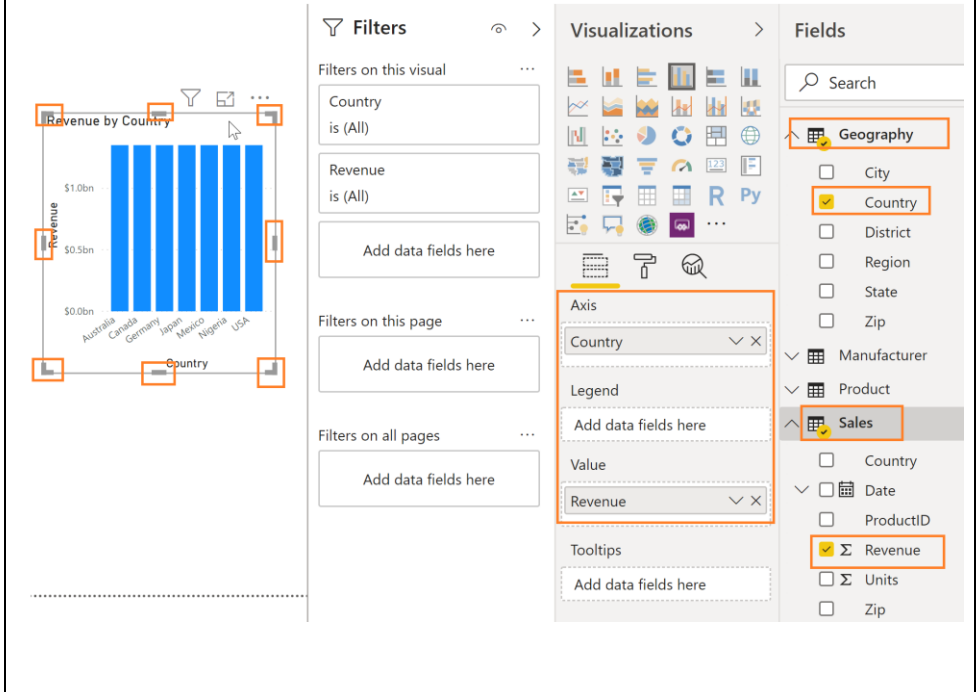 Revenue by Country
Revenue
$1.0bn
$0.5bn
$0.0bn
Australia
Canada
Germany
Japan
Mexico
Nigeria
USA
Country
Filters
Filters on this visual
Country
is (All)
Revenue
is (All)
Add data fields here
Filters on this page
Add data fields here
Filters on all pages
Add data fields here
Visualizations
123
R
Py
Axis
Country
Legend
Add data fields here
Value
Revenue
Tooltips
Add data fields here
Fields
Search
Geography
City
Country
District
Region
State
Zip
Manufacturer
Product
Sales
Country
Date
ProductID
Σ Revenue
Σ Units
Zip